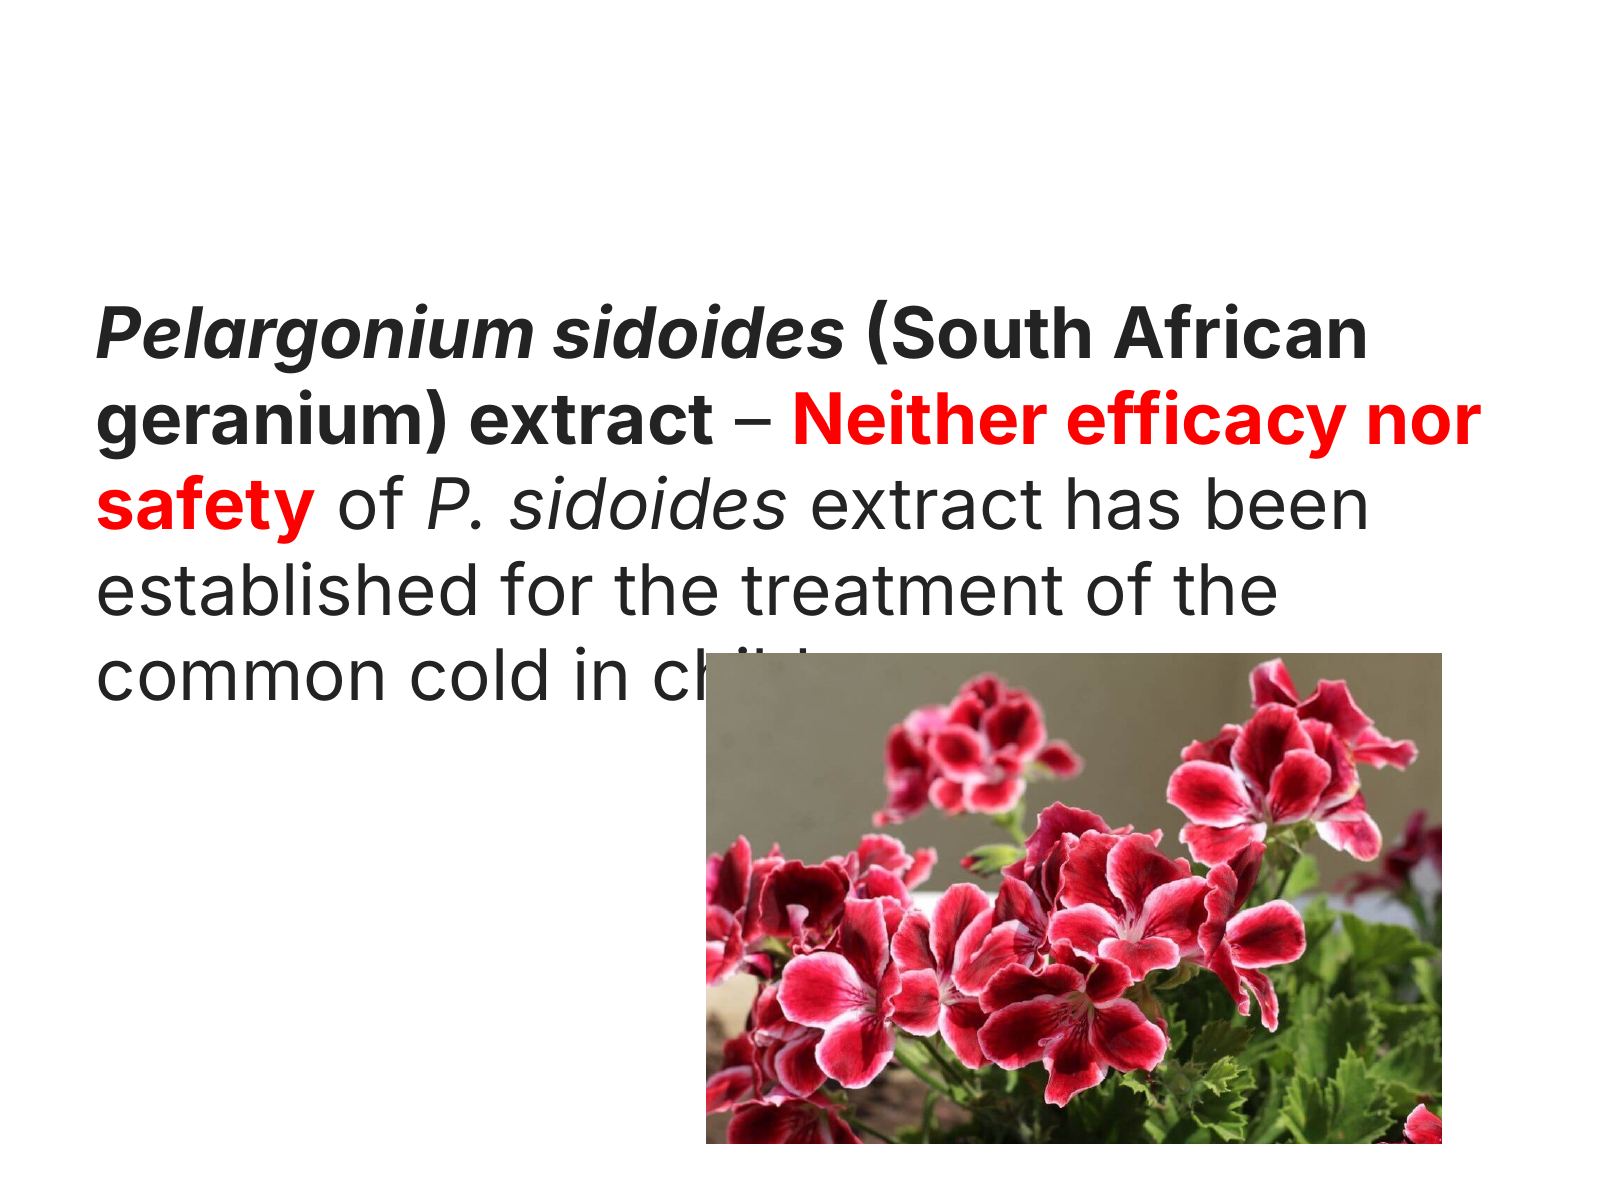 Pelargonium sidoides (South African
geranium) extract – Neither efficacy nor
safety of P. sidoides extract has been
established for the treatment of the
common cold in